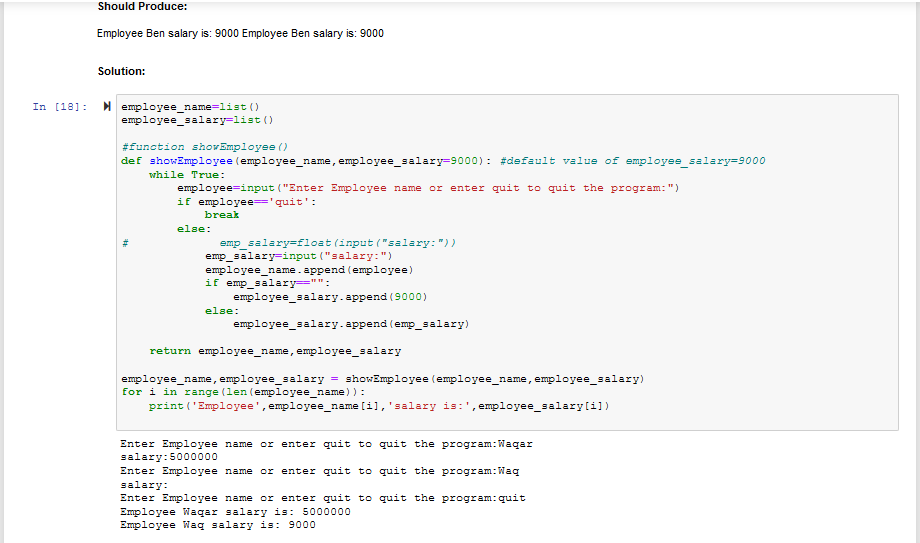 Should Produce:
Employee Ben salary is: 9000 Employee Ben salary is: 9000
Solution:
In [18]:
employee_name=list()
employee_salary=list()
#function showEmployee()
def showEmployee(employee_name,employee_salary=9000): #default value of employee_salary=9000
    while True:
        employee=input("Enter Employee name or enter quit to quit the program:")
        if employee=='quit':
            break
        else:
#             emp_salary=float(input("salary:"))
            emp_salary=input("salary:")
            employee_name.append(employee)
            if emp_salary=="":
                employee_salary.append(9000)
            else:
                employee_salary.append(emp_salary)
    return employee_name,employee_salary
employee_name,employee_salary = showEmployee(employee_name,employee_salary)
for i in range(len(employee_name)):
    print('Employee',employee_name[i],'salary is:',employee_salary[i])
Enter Employee name or enter quit to quit the program:Waqar
salary:5000000
Enter Employee name or enter quit to quit the program:Waq
salary:
Enter Employee name or enter quit to quit the program:quit
Employee Waqar salary is: 5000000
Employee Waq salary is: 9000